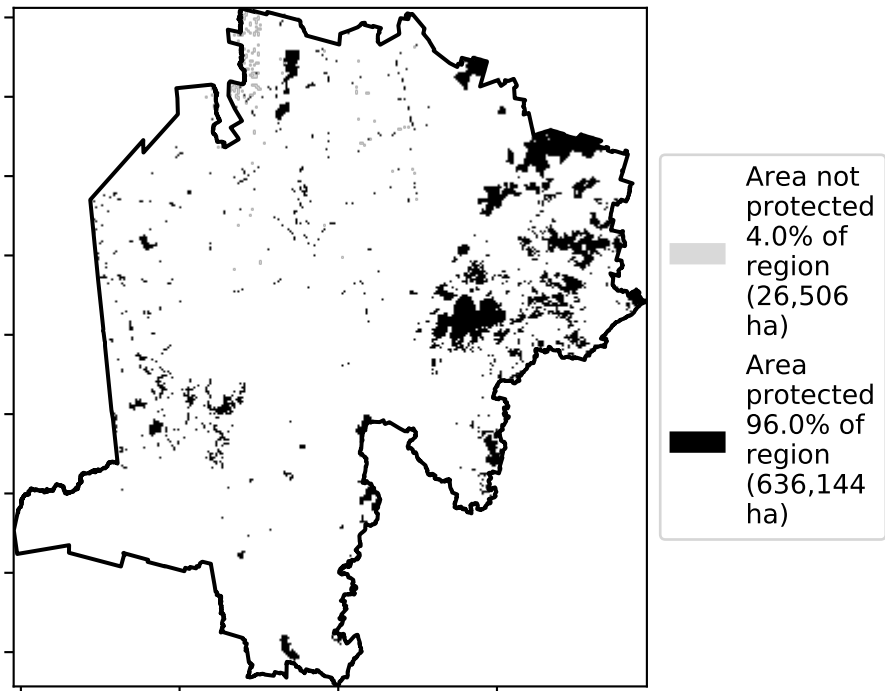 Area not
protected
4.0% of
region
(26,506
ha)
Area
protected
96.0% of
region
(636,144
ha)